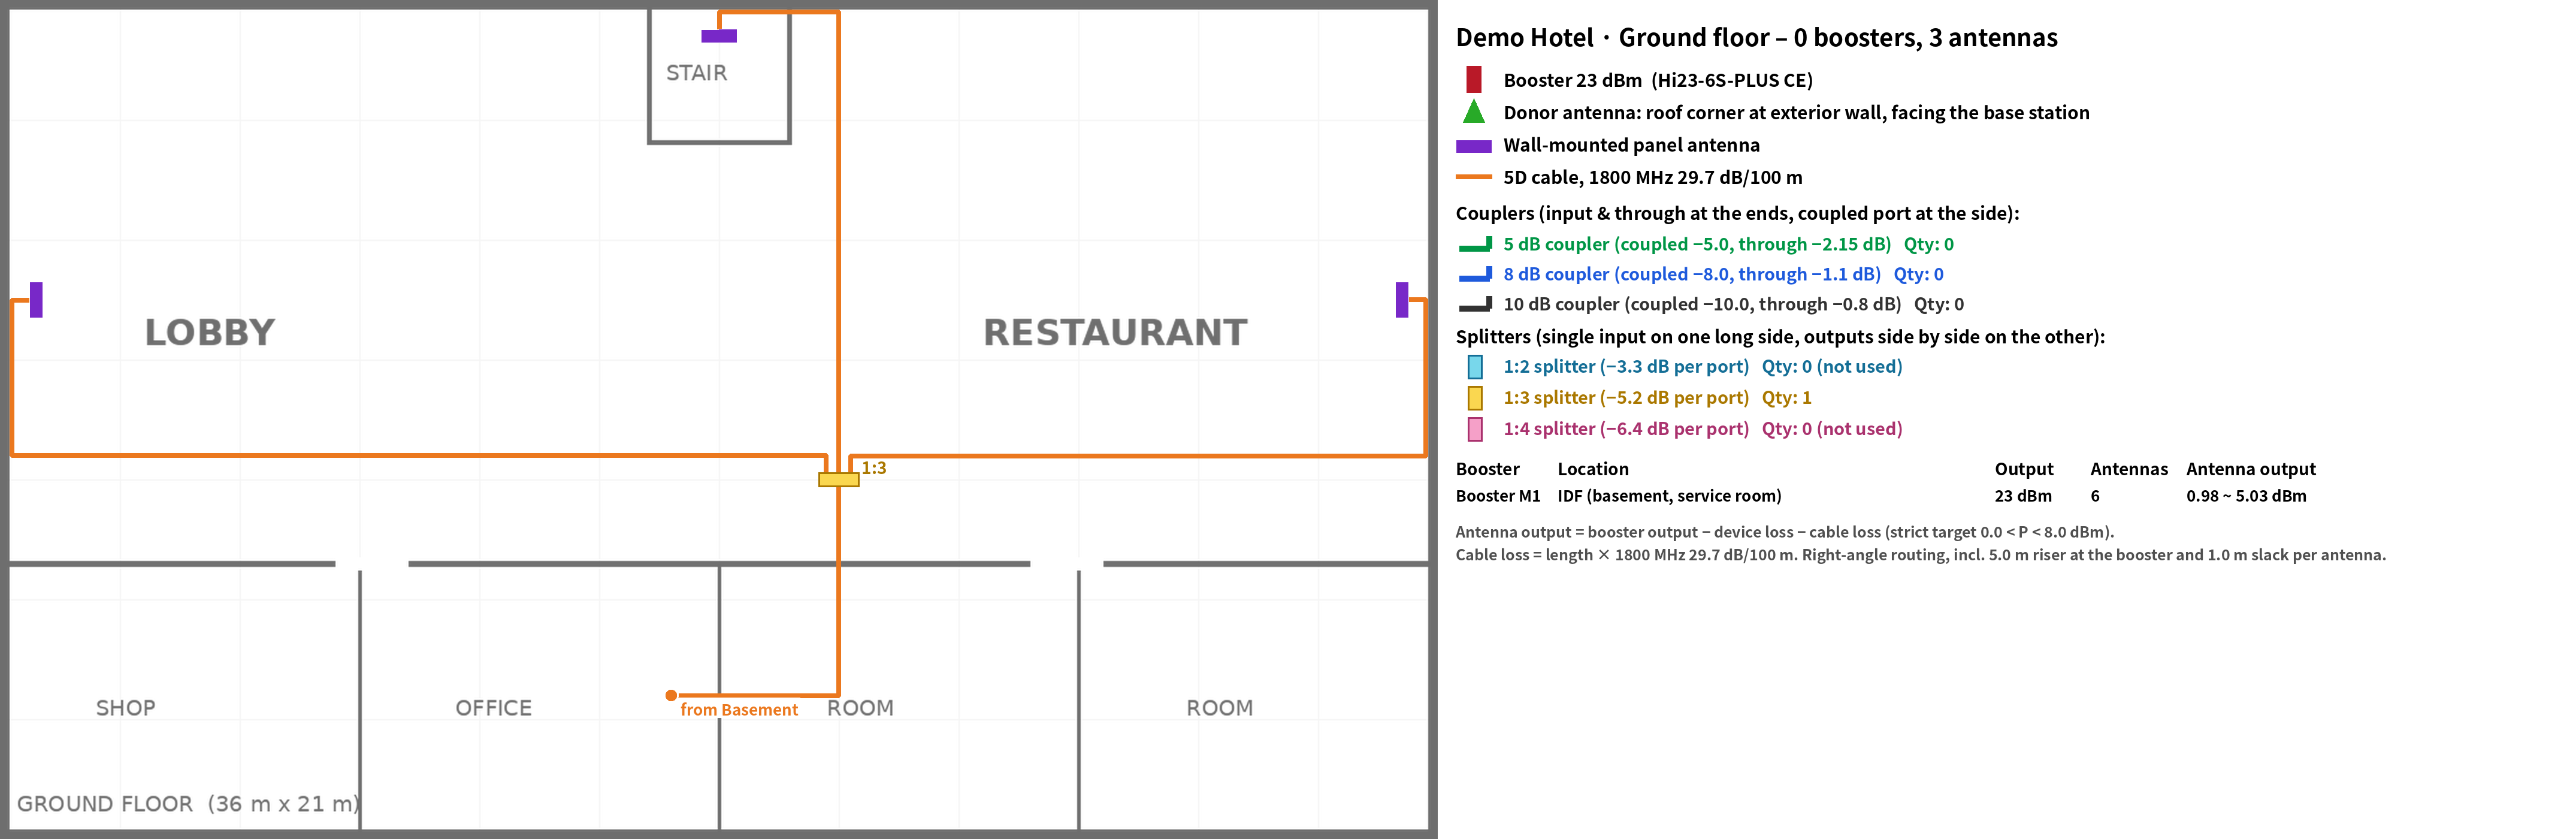 STAIR
LOBBY
RESTAURANT
1:3
SHOP
OFFICE
from Basement
ROOM
ROOM
GROUND FLOOR (36 m x 21 m)
Demo Hotel · Ground floor – 0 boosters, 3 antennas
Booster 23 dBm (Hi23-6S-PLUS CE)
Donor antenna: roof corner at exterior wall, facing the base station
Wall-mounted panel antenna
5D cable, 1800 MHz 29.7 dB/100 m
Couplers (input & through at the ends, coupled port at the side):
5 dB coupler (coupled −5.0, through −2.15 dB) Qty: 0
8 dB coupler (coupled −8.0, through −1.1 dB) Qty: 0
10 dB coupler (coupled −10.0, through −0.8 dB) Qty: 0
Splitters (single input on one long side, outputs side by side on the other):
1:2 splitter (−3.3 dB per port) Qty: 0 (not used)
1:3 splitter (−5.2 dB per port) Qty: 1
1:4 splitter (−6.4 dB per port) Qty: 0 (not used)
Booster Location Output Antennas Antenna output
Booster M1 IDF (basement, service room) 23 dBm 6 0.98 ~ 5.03 dBm
Antenna output = booster output − device loss − cable loss (strict target 0.0 < P < 8.0 dBm).
Cable loss = length × 1800 MHz 29.7 dB/100 m. Right-angle routing, incl. 5.0 m riser at the booster and 1.0 m slack per antenna.